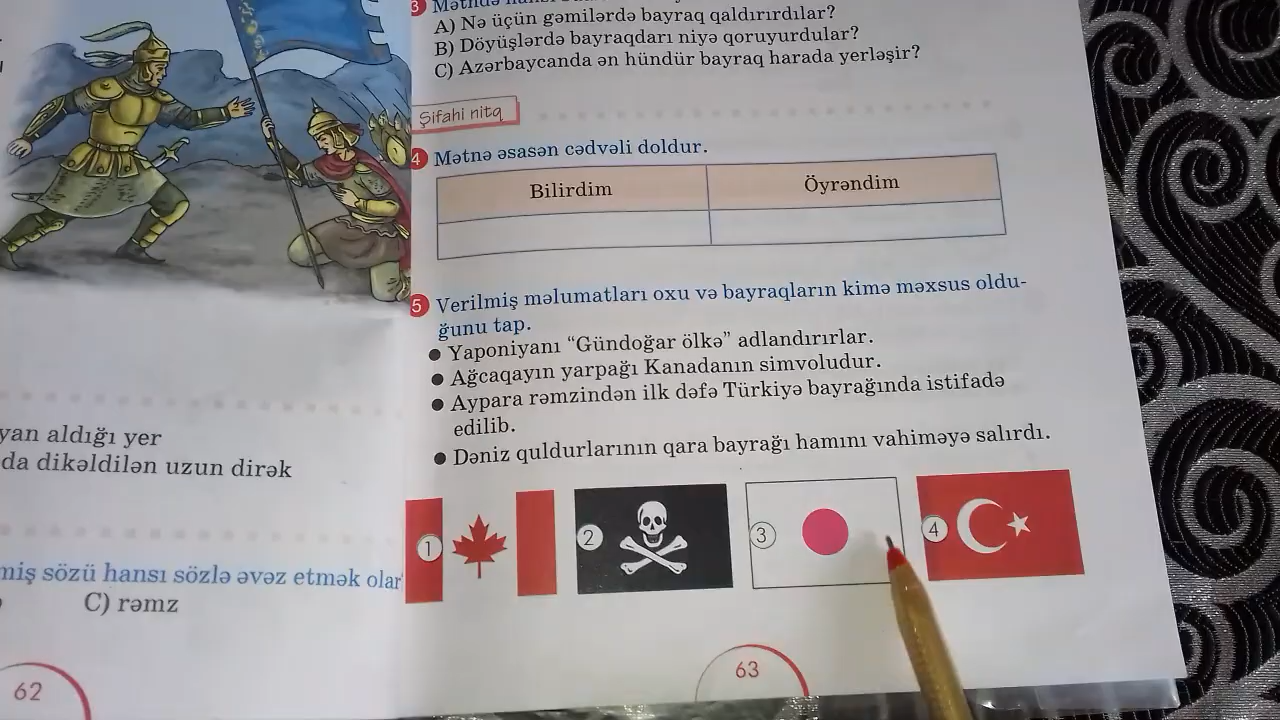 yan aldığı yer
da dikəldilən uzun dirək
miş sözü hansı sözlə əvəz etmək olar
C) rəmz
62
3
A) Nə üçün gəmilərdə bayraq qaldırırdılar?
B) Döyüşlərdə bayraqdarı niyə qoruyurdular?
C) Azərbaycanda ən hündür bayraq harada yerləşir?
Şifahi nitq
4 Mətnə əsasən cədvəli doldur.
Bilirdim Öyrəndim
5 Verilmiş məlumatları oxu və bayraqların kimə məxsus oldu-
ğunu tap.
● Yaponiyanı “Gündoğar ölkə” adlandırırlar.
● Ağcaqayın yarpağı Kanadanın simvoludur.
● Aypara rəmzindən ilk dəfə Türkiyə bayrağında istifadə
edilib.
● Dəniz quldurlarının qara bayrağı hamını vahiməyə salırdı.
1 2 3 4
63